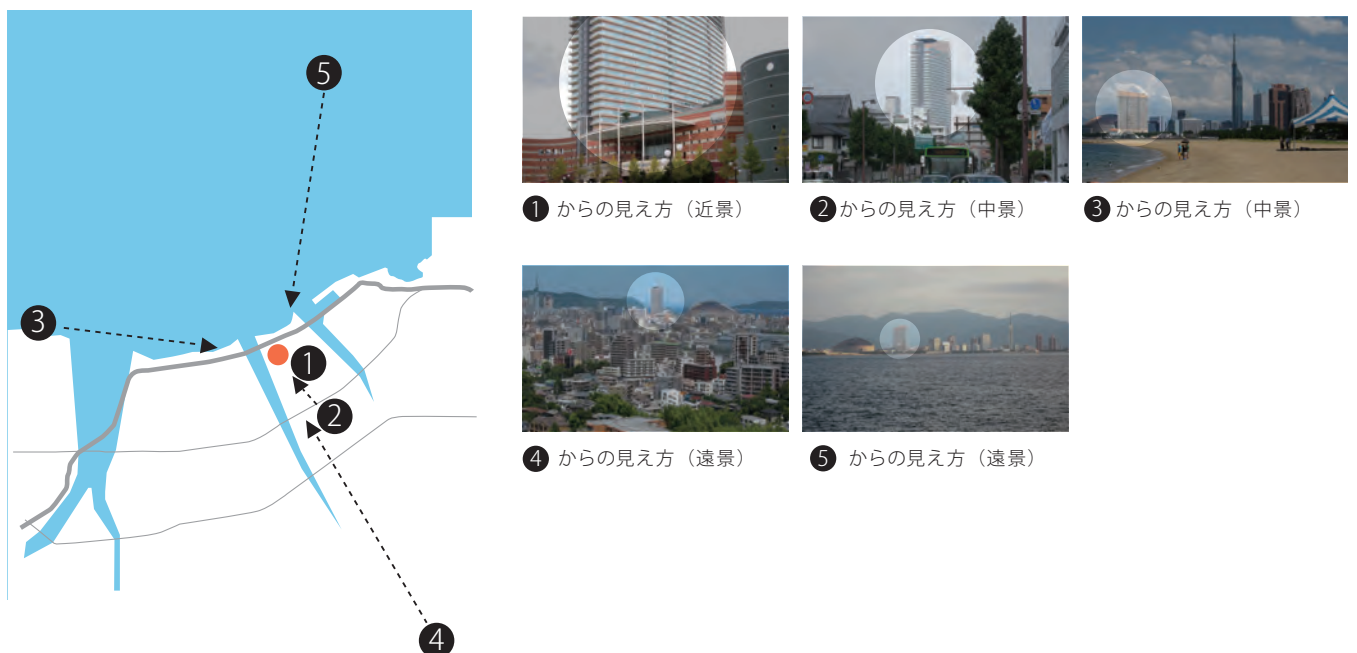 5
3
1
2
4
1 からの見え方（近景）
2 からの見え方（中景）
3 からの見え方（中景）
4 からの見え方（遠景）
5 からの見え方（遠景）